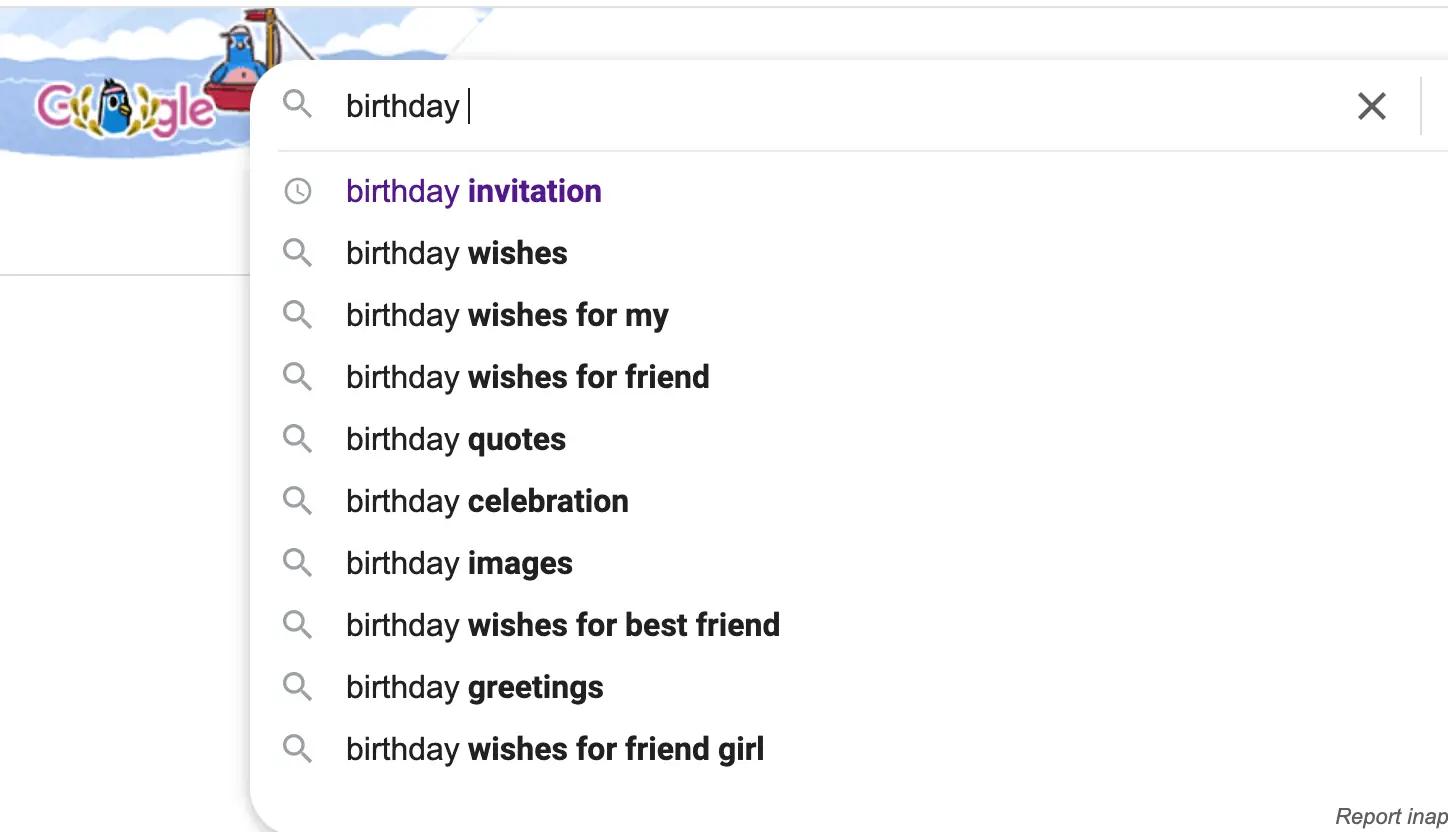 Google
birthday
birthday invitation
birthday wishes
birthday wishes for my
birthday wishes for friend
birthday quotes
birthday celebration
birthday images
birthday wishes for best friend
birthday greetings
birthday wishes for friend girl
Report inap